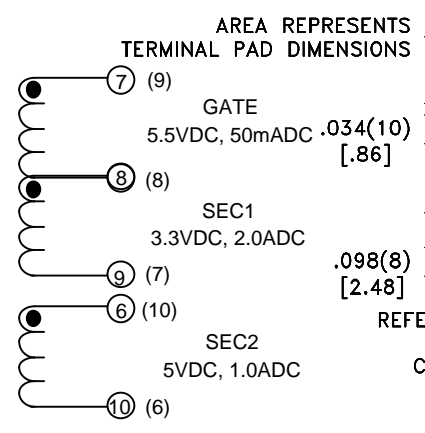 AREA REPRESENTS
TERMINAL PAD DIMENSIONS
7 (9)
GATE
5.5VDC, 50mADC
.034(10)
[.86]
8 (8)
SEC1
3.3VDC, 2.0ADC
9 (7)
.098(8)
[2.48]
6 (10)
REFE
SEC2
5VDC, 1.0ADC
C
10 (6)